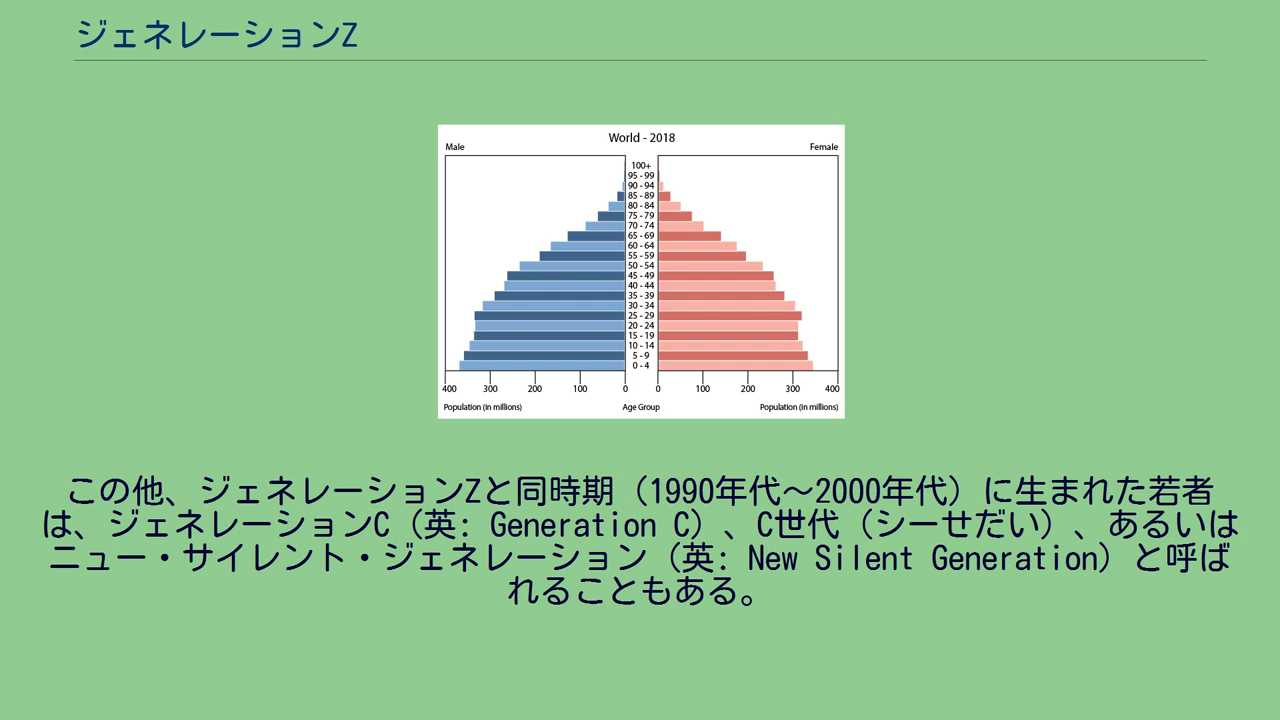 ジェネレーションZ
World - 2018
Male
Female
100+
95 - 99
90 - 94
85 - 89
80 - 84
75 - 79
70 - 74
65 - 69
60 - 64
55 - 59
50 - 54
45 - 49
40 - 44
35 - 39
30 - 34
25 - 29
20 - 24
15 - 19
10 - 14
5 - 9
0 - 4
400 300 200 100 0 0 100 200 300 400
Population (in millions) Age Group Population (in millions)
この他、ジェネレーションZと同時期（1990年代〜2000年代）に生まれた若者
は、ジェネレーションC（英: Generation C）、C世代（シーせだい）、あるいは
ニュー・サイレント・ジェネレーション（英: New Silent Generation）と呼ば
れることもある。